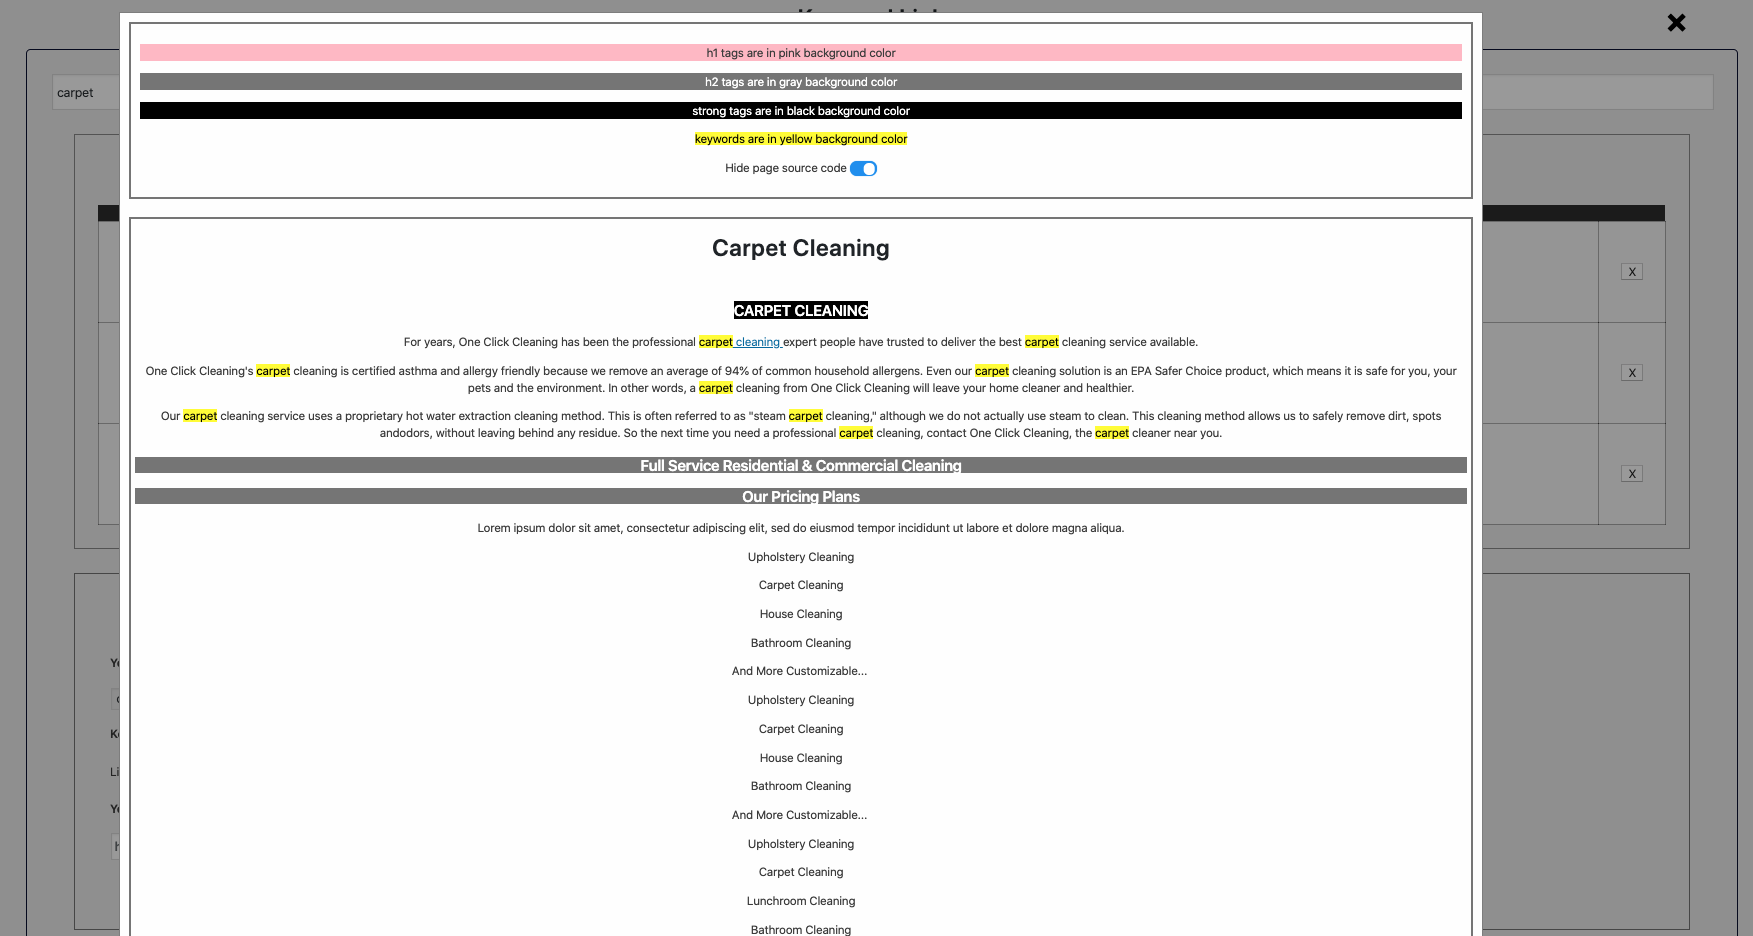 carpet
h1 tags are in pink background color
h2 tags are in gray background color
strong tags are in black background color
keywords are in yellow background color
Hide page source code
Carpet Cleaning
CARPET CLEANING
For years, One Click Cleaning has been the professional carpet cleaning expert people have trusted to deliver the best carpet cleaning service available.
One Click Cleaning's carpet cleaning is certified asthma and allergy friendly because we remove an average of 94% of common household allergens. Even our carpet cleaning solution is an EPA Safer Choice product, which means it is safe for you, your
pets and the environment. In other words, a carpet cleaning from One Click Cleaning will leave your home cleaner and healthier.
Our carpet cleaning service uses a proprietary hot water extraction cleaning method. This is often referred to as "steam carpet cleaning," although we do not actually use steam to clean. This cleaning method allows us to safely remove dirt, spots
andodors, without leaving behind any residue. So the next time you need a professional carpet cleaning, contact One Click Cleaning, the carpet cleaner near you.
Full Service Residential & Commercial Cleaning
Our Pricing Plans
Lorem ipsum dolor sit amet, consectetur adipiscing elit, sed do eiusmod tempor incididunt ut labore et dolore magna aliqua.
Upholstery Cleaning
Carpet Cleaning
House Cleaning
Bathroom Cleaning
And More Customizable...
Upholstery Cleaning
Carpet Cleaning
House Cleaning
Bathroom Cleaning
And More Customizable...
Upholstery Cleaning
Carpet Cleaning
Lunchroom Cleaning
Bathroom Cleaning
X
X
X